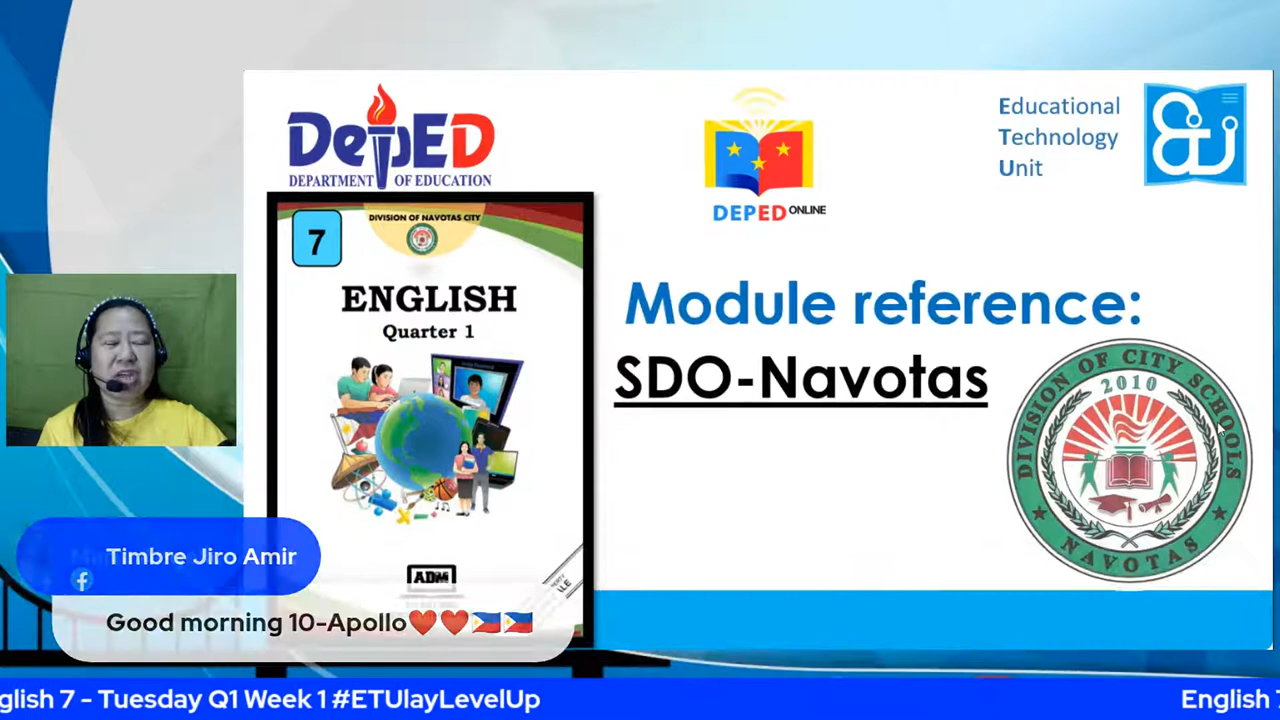 DepED
DEPARTMENT OF EDUCATION
DEPED ONLINE
Educational
Technology
Unit
7
DIVISION OF NAVOTAS CITY
ENGLISH
Quarter 1
ADM
Module reference:
SDO-Navotas
DIVISION OF CITY SCHOOLS
2010
NAVOTAS
Timbre Jiro Amir
Good morning 10-Apollo❤️❤️🇵🇭🇵🇭
glish 7 - Tuesday Q1 Week 1 #ETUlayLevelUp
English 7